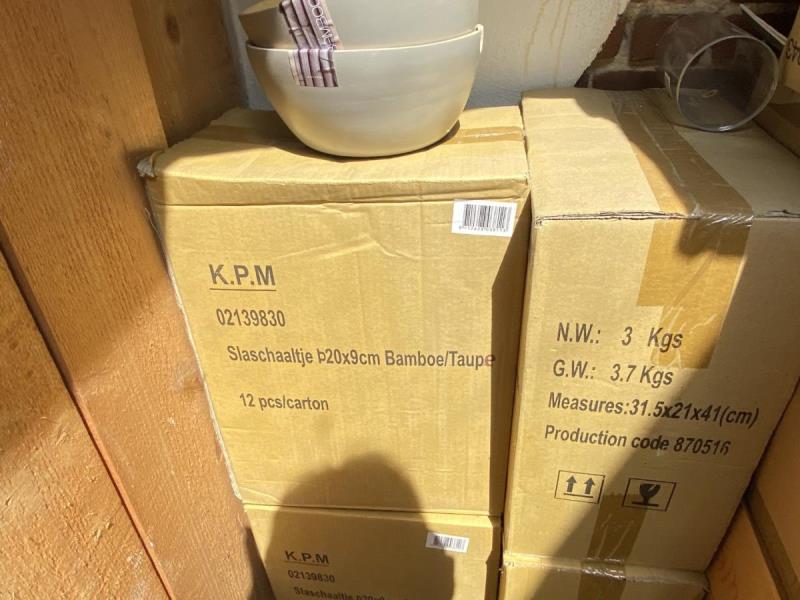 K.P.M
02139830
Slaschaaltje Þ20x9cm Bamboe/Taupe
12 pcs/carton
N.W.: 3 Kgs
G.W.: 3.7 Kgs
Measures:31.5x21x41(cm)
Production code 870516
K.P.M
02139830
Slaschaaltje